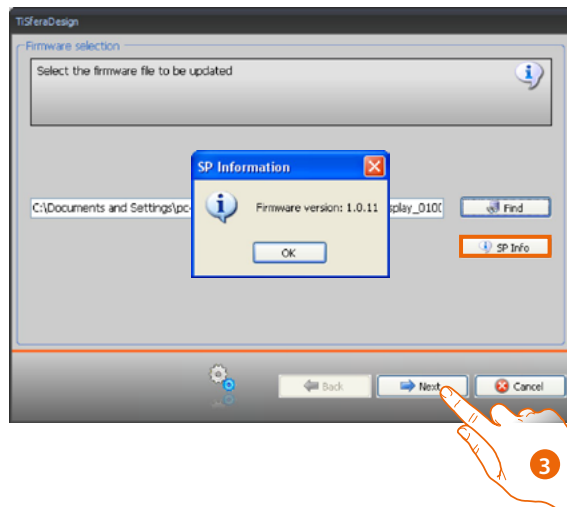 TiSferaDesign
Firmware selection
Select the firmware file to be updated
SP Information
Firmware version: 1.0.11
OK
C:\Documents and Settings\pc- splay_0100 Find
SP Info
Back Next Cancel
3